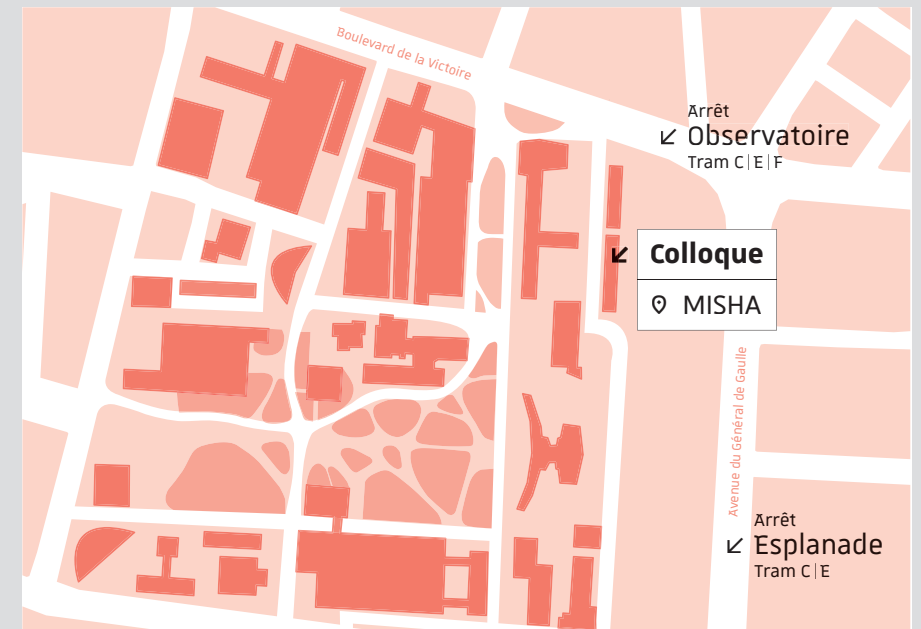 Boulevard de la Victoire
Arrêt
Observatoire
Tram C|E|F
Colloque
MISHA
Avenue du Général de Gaulle
Arrêt
Esplanade
Tram C|E